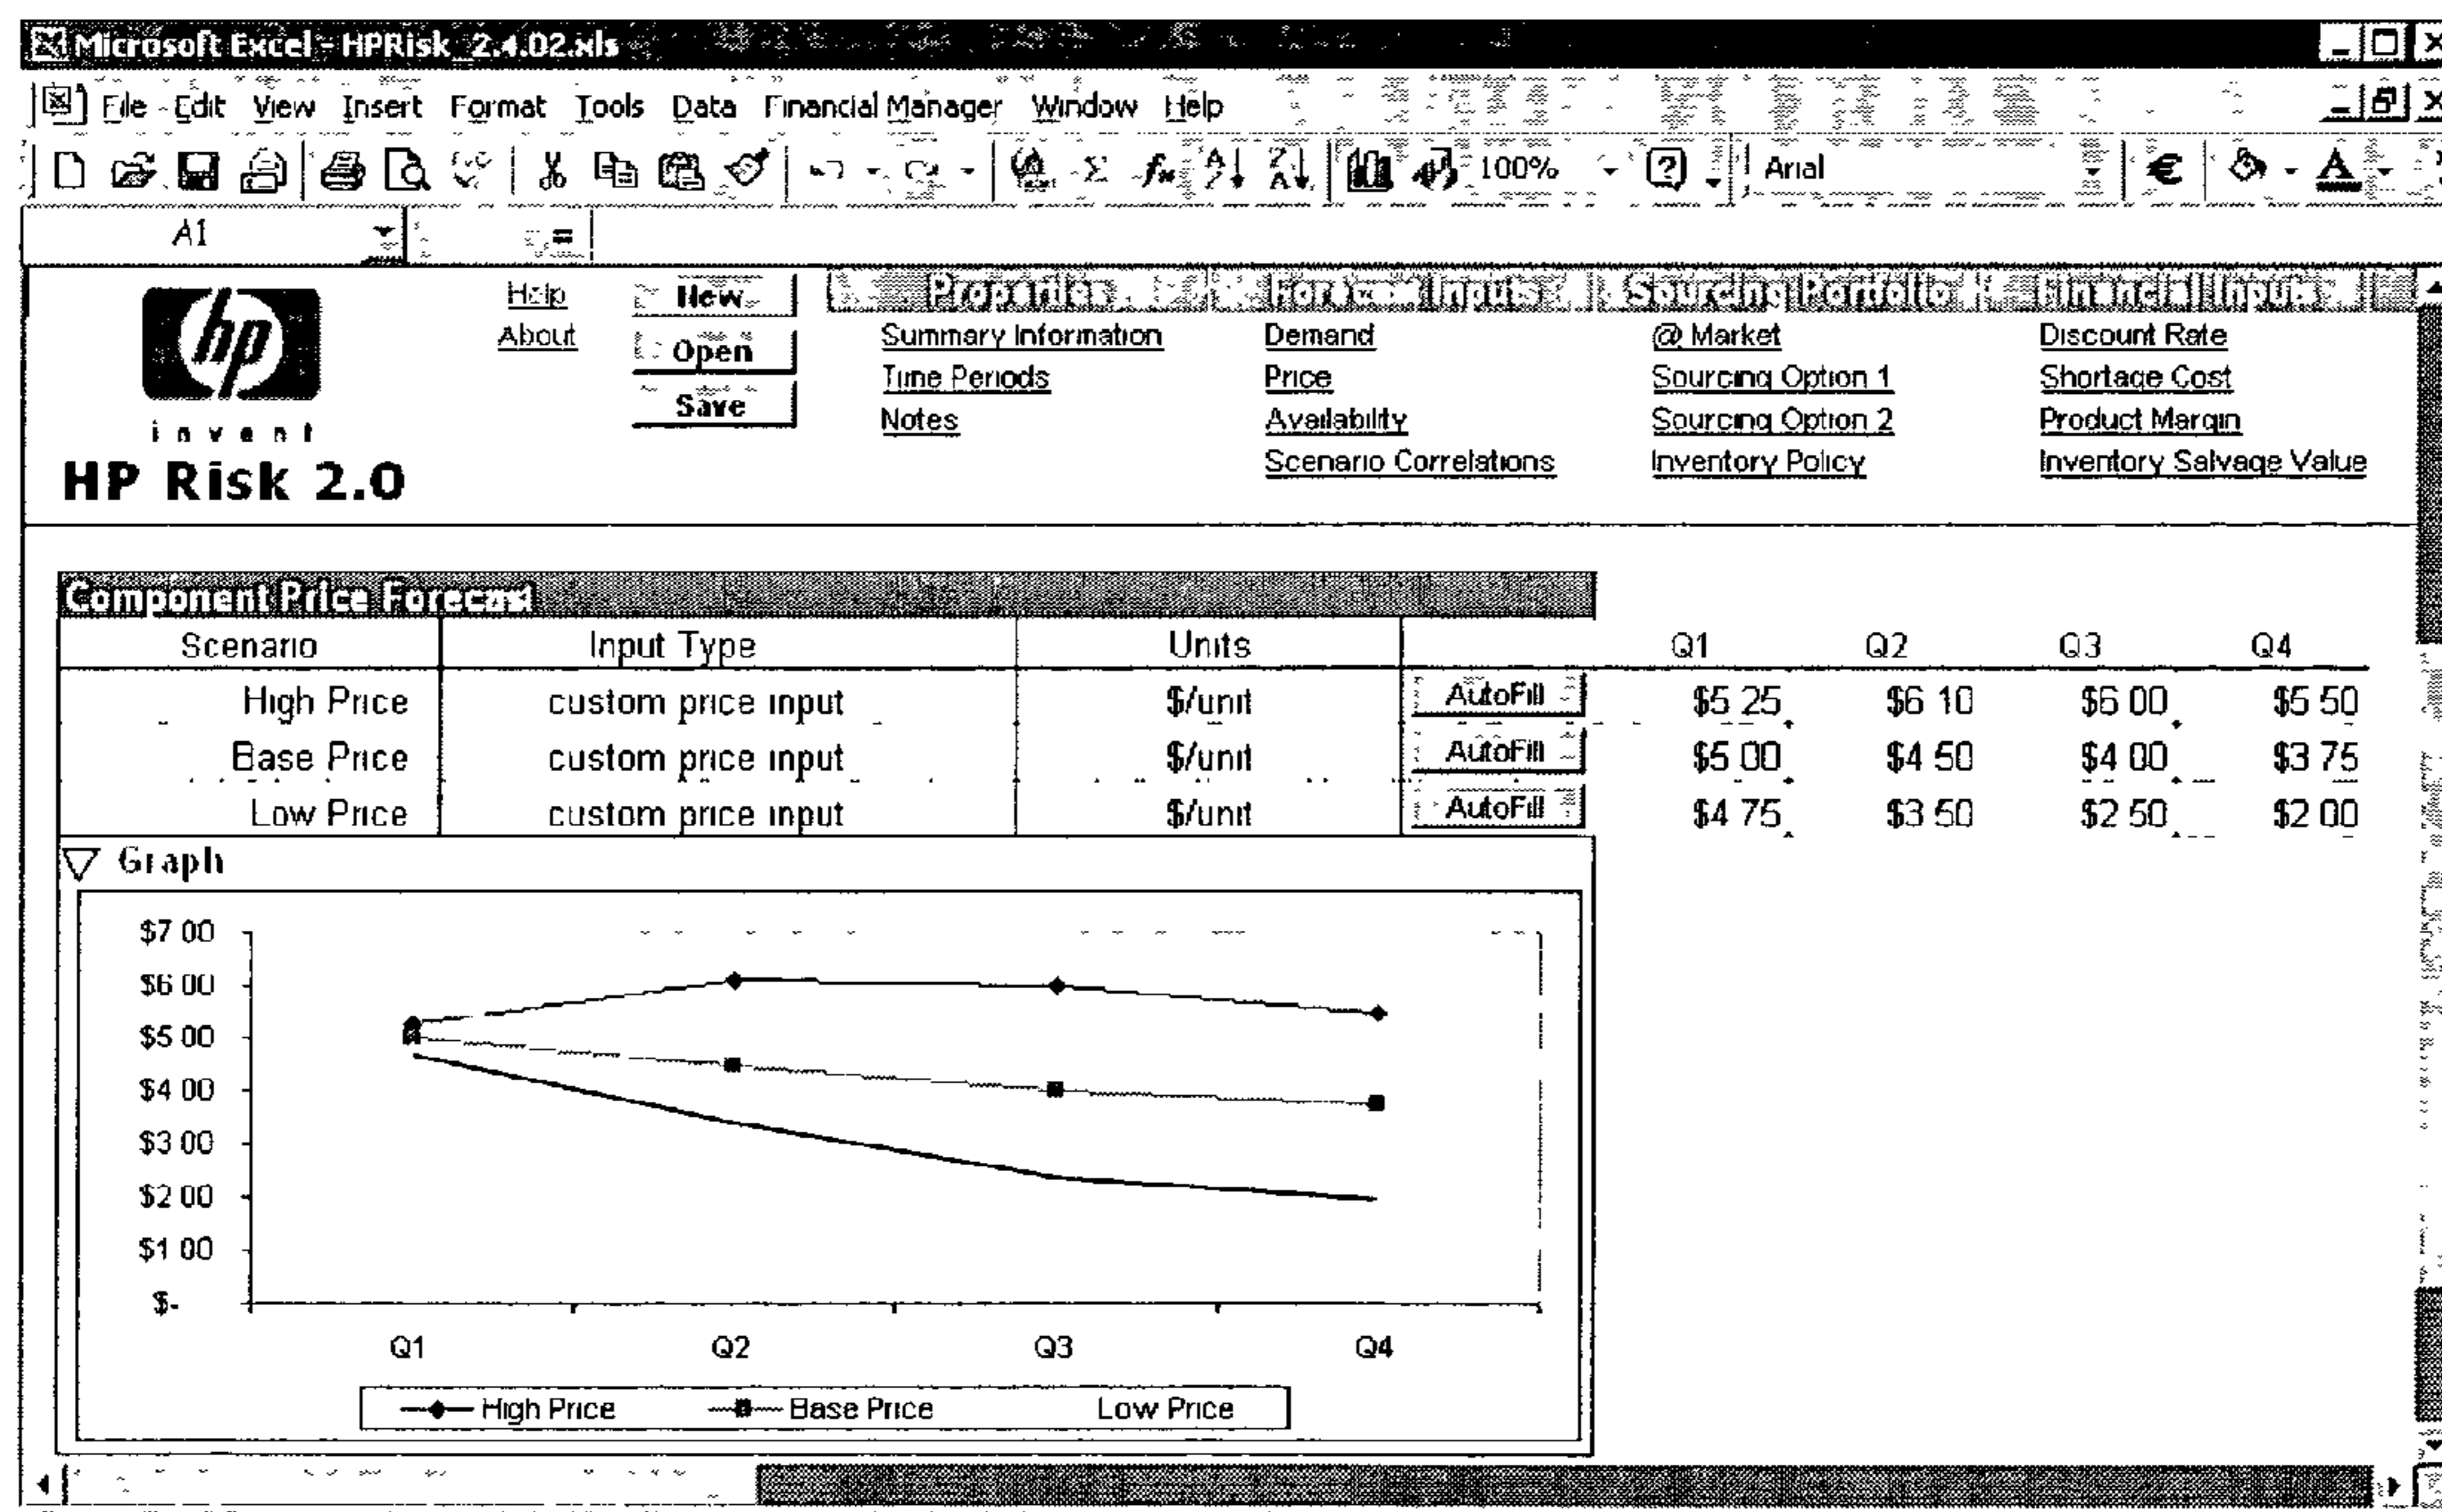 Microsoft Excel - HPRisk_2.4.02.xls
File Edit View Insert Format Tools Data Financial Manager Window Help
100% Arial
A1 =
hp
invent
HP Risk 2.0
Help
About
New
Open
Save
Properties Forecast Inputs Sourcing Portfolio Financial Inputs
Summary Information Demand @ Market Discount Rate
Time Periods Price Sourcing Option 1 Shortage Cost
Notes Availability Sourcing Option 2 Product Margin
Scenario Correlations Inventory Policy Inventory Salvage Value
Component Price Forecast
Scenario Input Type Units Q1 Q2 Q3 Q4
High Price custom price input $/unit AutoFill $5 25 $6 10 $6 00 $5 50
Base Price custom price input $/unit AutoFill $5 00 $4 50 $4 00 $3 75
Low Price custom price input $/unit AutoFill $4 75 $3 50 $2 50 $2 00
Graph
$7 00
$6 00
$5 00
$4 00
$3 00
$2 00
$1 00
$-
Q1 Q2 Q3 Q4
High Price Base Price Low Price